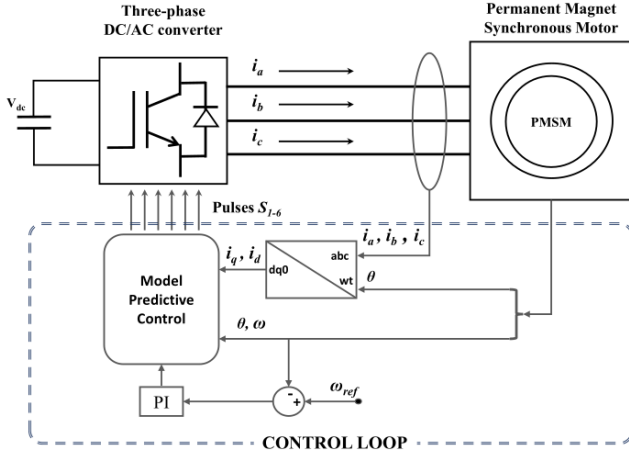 Three-phase
DC/AC converter
Permanent Magnet
Synchronous Motor
V_dc
i_a
i_b
i_c
PMSM
Pulses S_1-6
i_a , i_b , i_c
i_q , i_d
abc
dq0
wt
θ
Model
Predictive
Control
θ, ω
PI
-
+
ω_ref
CONTROL LOOP